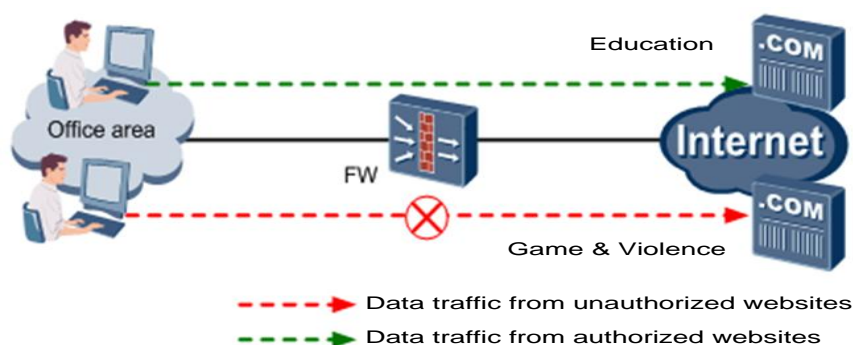 Education
.COM
Office area
Internet
FW
.COM
Game & Violence
Data traffic from unauthorized websites
Data traffic from authorized websites